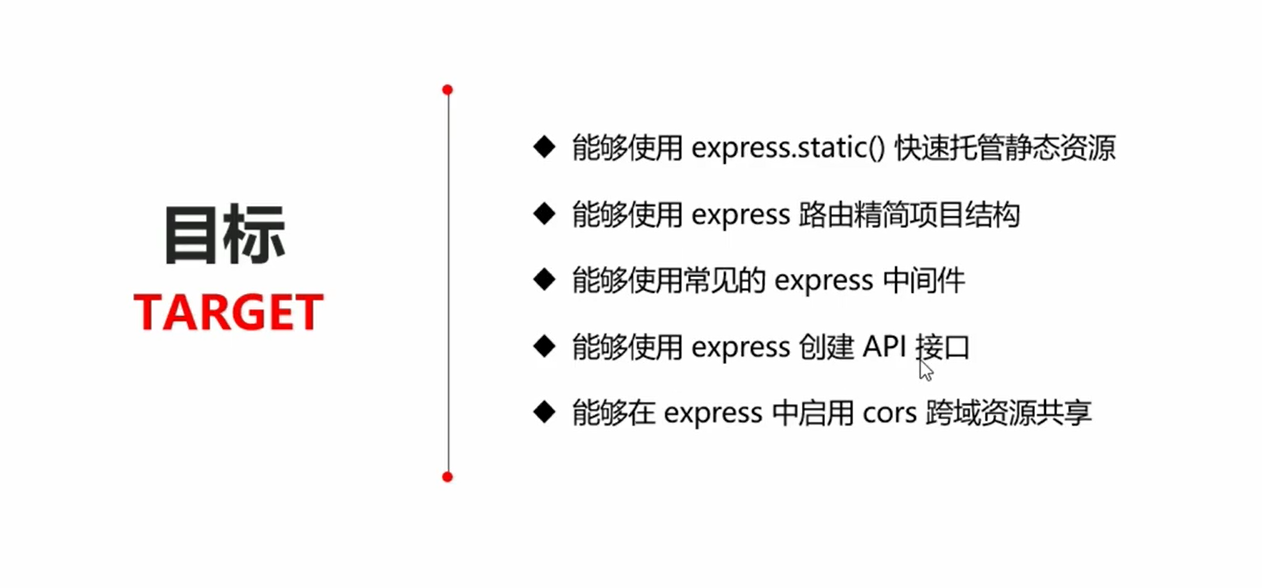 目标
TARGET
能够使用 express.static() 快速托管静态资源
能够使用 express 路由精简项目结构
能够使用常见的 express 中间件
能够使用 express 创建 API 接口
能够在 express 中启用 cors 跨域资源共享